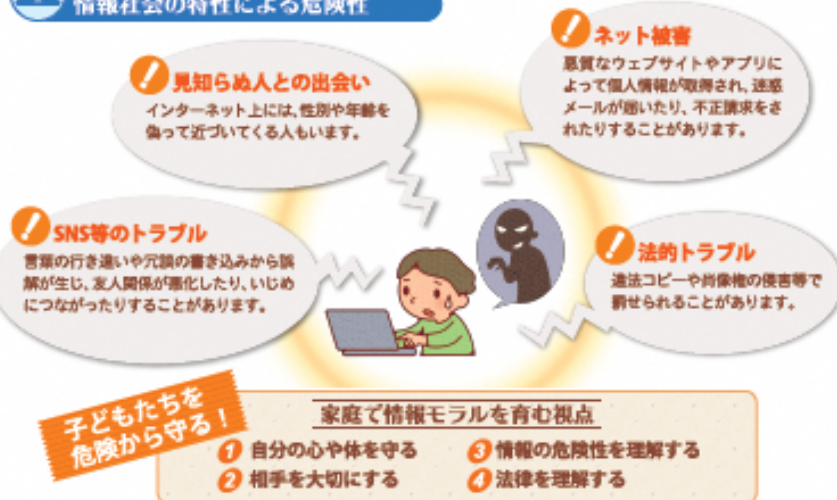 情報社会の特性による危険性
見知らぬ人との出会い
インターネット上には、性別や年齢を
偽って近づいてくる人もいます。
ネット被害
悪質なウェブサイトやアプリに
よって個人情報が取得され、迷惑
メールが届いたり、不正請求をさ
れたりすることがあります。
SNS等のトラブル
言葉の行き違いや冗談の書き込みから誤
解が生じ、友人関係が悪化したり、いじめ
につながったりすることがあります。
法的トラブル
違法コピーや肖像権の侵害等で
罰せられることがあります。
子どもたちを
危険から守る！
家庭で情報モラルを育む視点
1 自分の心や体を守る
2 相手を大切にする
3 情報の危険性を理解する
4 法律を理解する